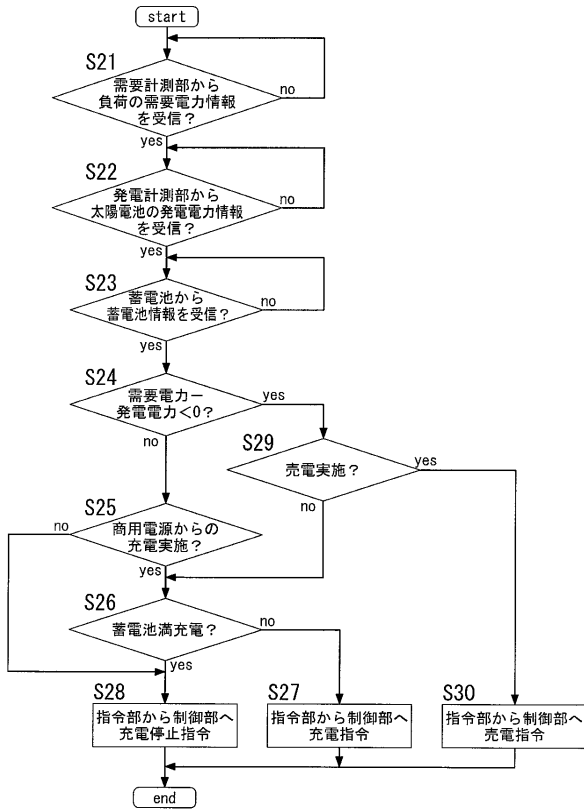 start
S21
需要計測部から
負荷の需要電力情報
を受信？
no
yes
S22
発電計測部から
太陽電池の発電電力情報
を受信？
no
yes
S23
蓄電池から
蓄電池情報を受信？
no
yes
S24
需要電力ー
発電電力＜0？
yes
no
S29
売電実施？
yes
no
S25
商用電源からの
充電実施？
no
yes
S26
蓄電池満充電？
no
yes
S28
指令部から制御部へ
充電停止指令
S27
指令部から制御部へ
充電指令
S30
指令部から制御部へ
売電指令
end